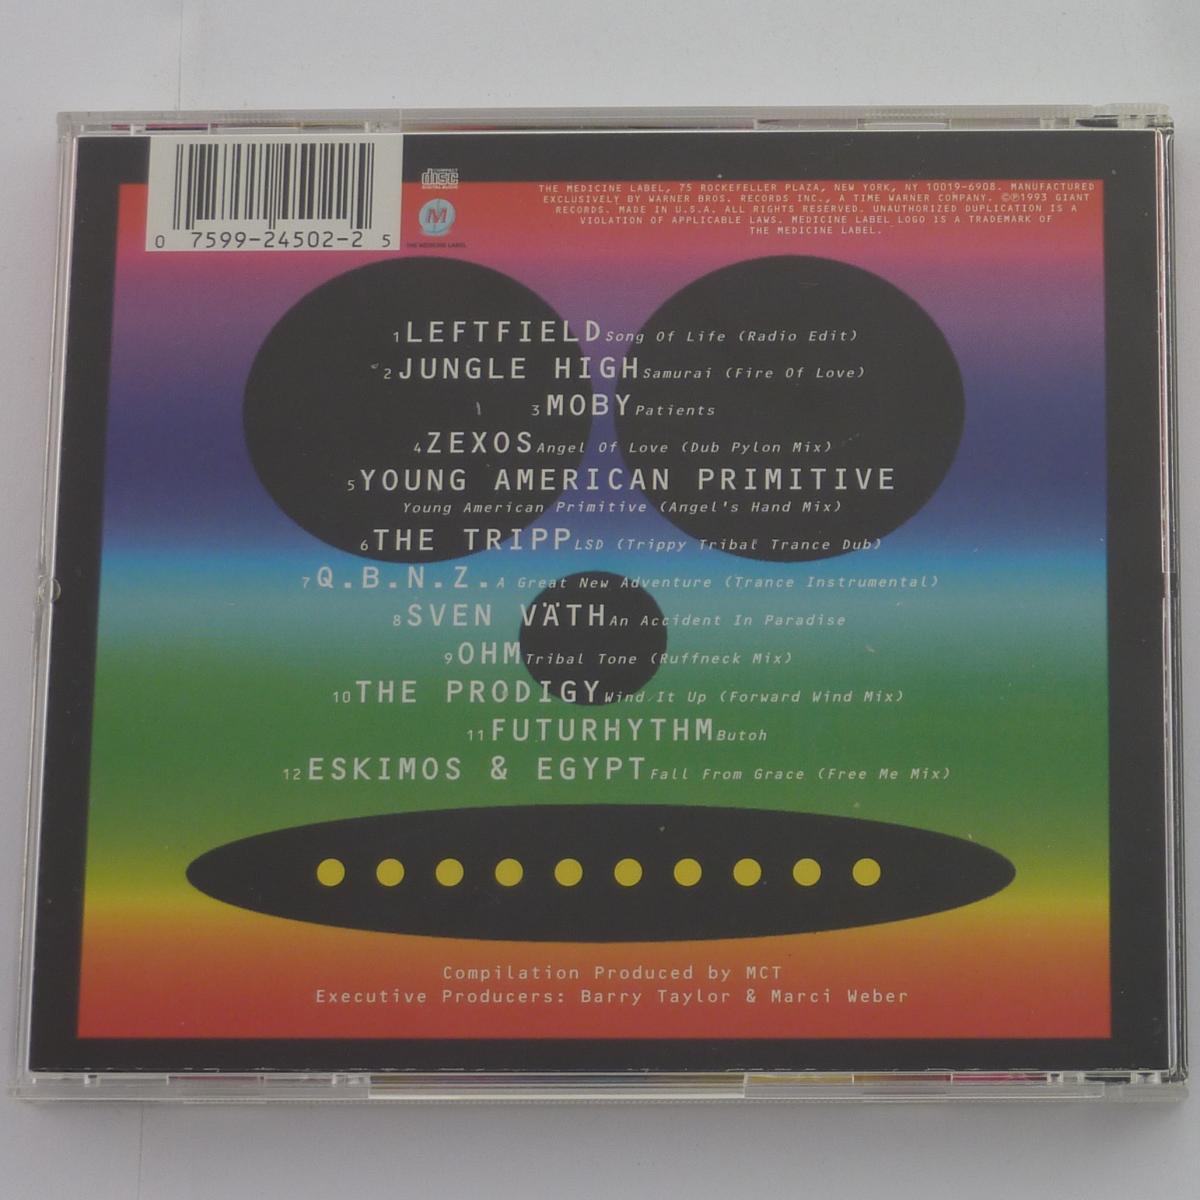 0 7599-24502-2 5
COMPACT
disc
DIGITAL AUDIO
M
THE MEDICINE LABEL
THE MEDICINE LABEL, 75 ROCKEFELLER PLAZA, NEW YORK, NY 10019-6908. MANUFACTURED
EXCLUSIVELY BY WARNER BROS. RECORDS INC., A TIME WARNER COMPANY. ©℗1993 GIANT
RECORDS. MADE IN U.S.A. ALL RIGHTS RESERVED. UNAUTHORIZED DUPLICATION IS A
VIOLATION OF APPLICABLE LAWS. MEDICINE LABEL LOGO IS A TRADEMARK OF
THE MEDICINE LABEL.
1 LEFTFIELD Song Of Life (Radio Edit)
2 JUNGLE HIGH Samurai (Fire Of Love)
3 MOBY Patients
4 ZEXOS Angel Of Love (Dub Pylon Mix)
5 YOUNG AMERICAN PRIMITIVE
Young American Primitive (Angel's Hand Mix)
6 THE TRIPP LSD (Trippy Tribal Trance Dub)
7 Q.B.N.Z. A Great New Adventure (Trance Instrumental)
8 SVEN VÄTH An Accident In Paradise
9 OHM Tribal Tone (Ruffneck Mix)
10 THE PRODIGY Wind It Up (Forward Wind Mix)
11 FUTURHYTHM Butoh
12 ESKIMOS & EGYPT Fall From Grace (Free Me Mix)
Compilation Produced by MCT
Executive Producers: Barry Taylor & Marci Weber